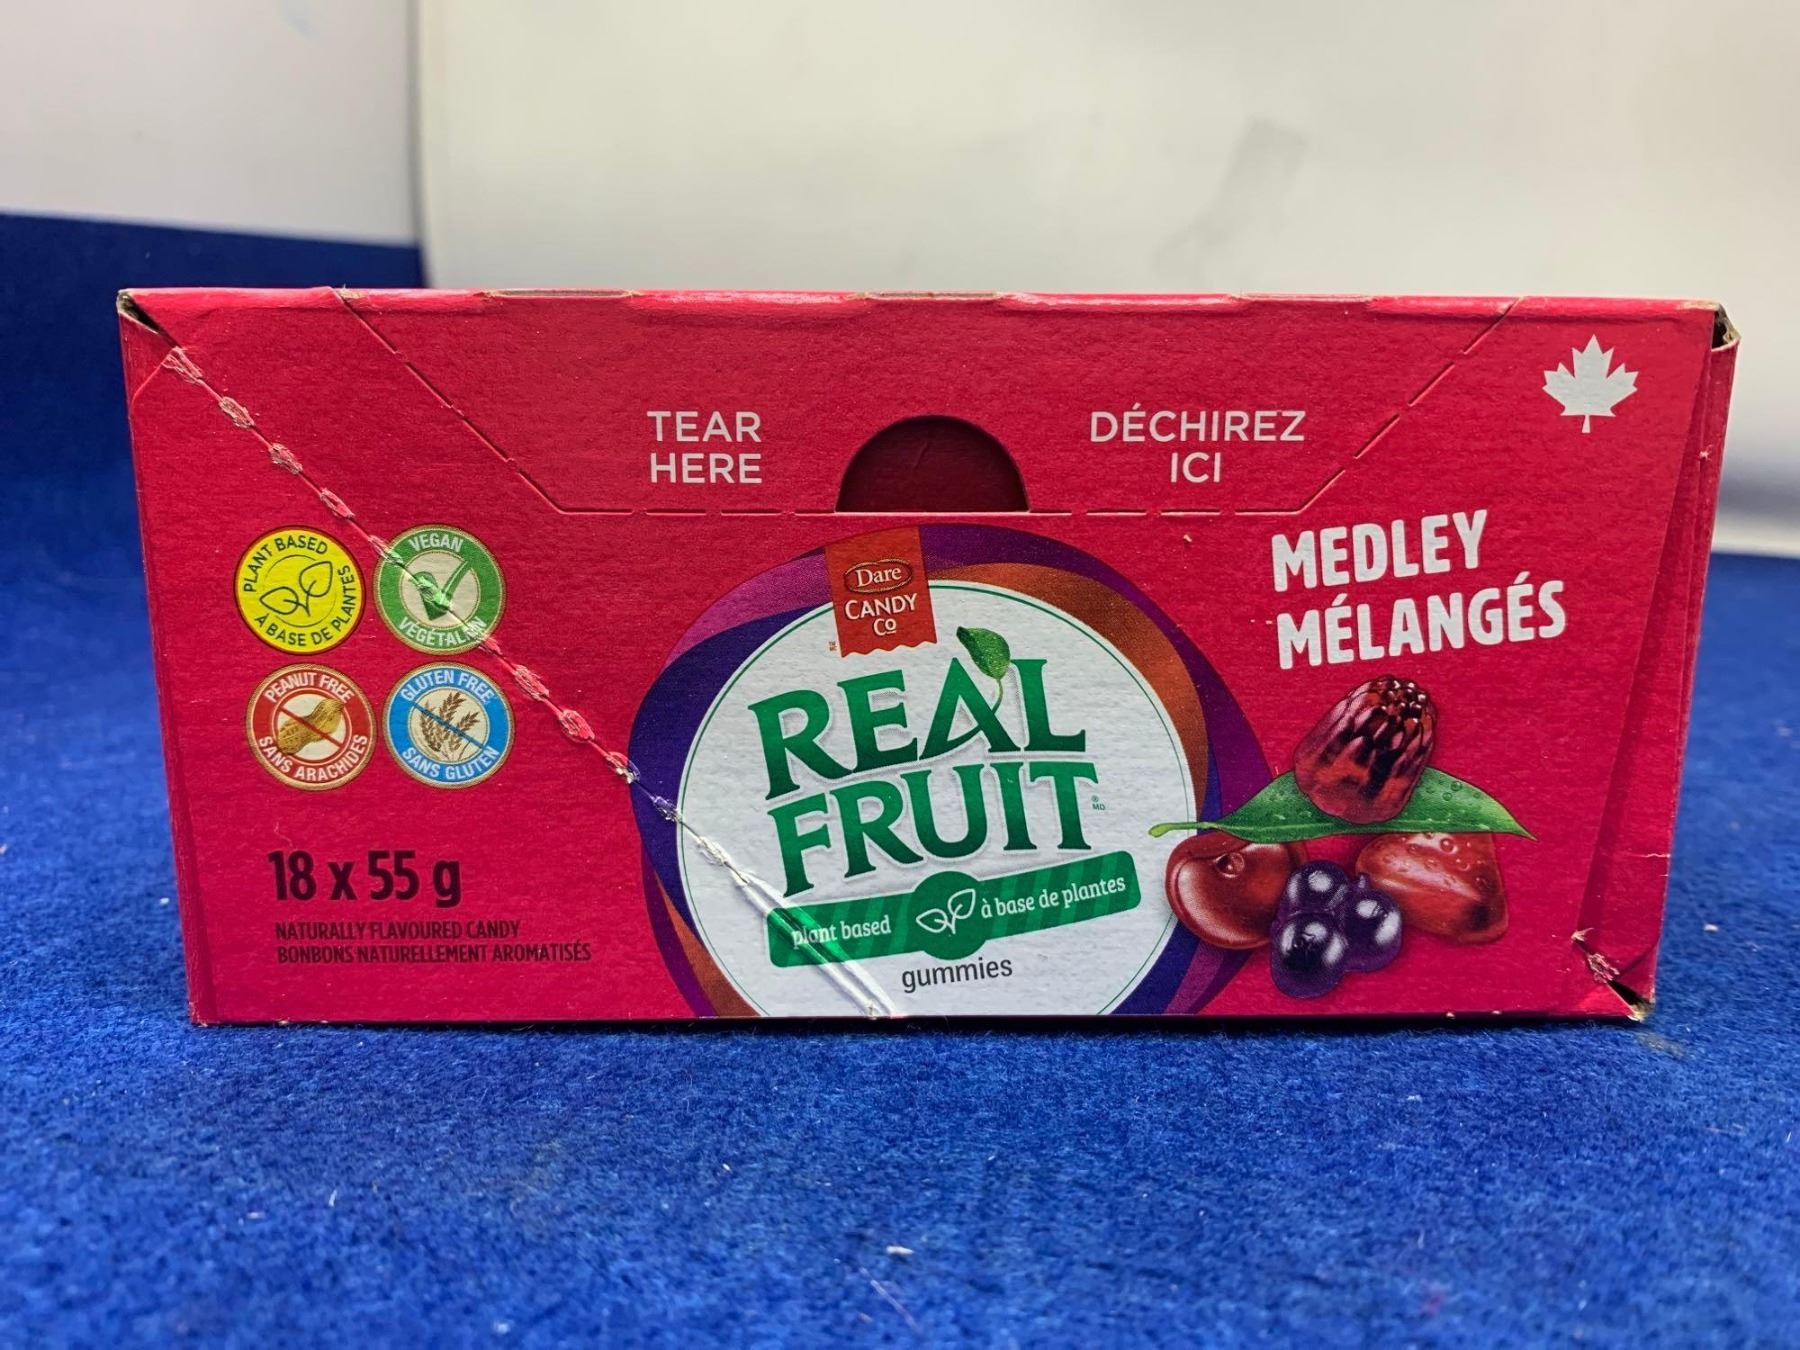 TEAR
HERE
DÉCHIREZ
ICI
PLANT BASED
À BASE DE PLANTES
VEGAN
VÉGÉTALIEN
PEANUT FREE
SANS ARACHIDES
GLUTEN FREE
SANS GLUTEN
18 x 55 g
NATURALLY FLAVOURED CANDY
BONBONS NATURELLEMENT AROMATISÉS
Dare
CANDY
Co
REAL
FRUIT
® MD
plant based
à base de plantes
gummies
MEDLEY
MÉLANGÉS